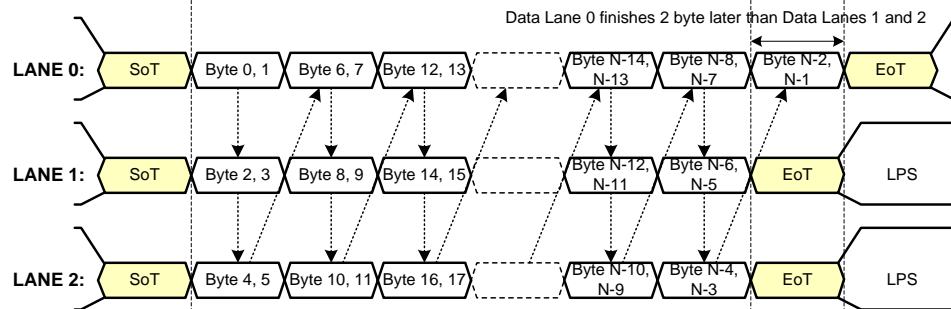 Data Lane 0 finishes 2 byte later than Data Lanes 1 and 2
LANE 0: SoT Byte 0, 1 Byte 6, 7 Byte 12, 13 Byte N-14, Byte N-8, Byte N-2, EoT
N-13 N-7 N-1
LANE 1: SoT Byte 2, 3 Byte 8, 9 Byte 14, 15 Byte N-12, Byte N-6, EoT LPS
N-11 N-5
LANE 2: SoT Byte 4, 5 Byte 10, 11 Byte 16, 17 Byte N-10, Byte N-4, EoT LPS
N-9 N-3